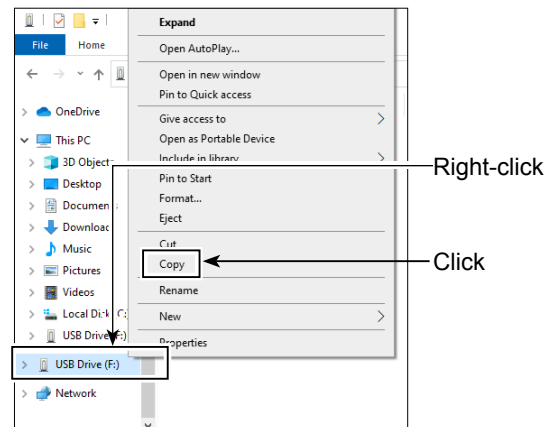 File
Home
OneDrive
This PC
3D Objects
Desktop
Documents
Downloac
Music
Pictures
Videos
Local Disk (C:)
USB Drive (F:)
USB Drive (F:)
Network
Expand
Open AutoPlay...
Open in new window
Pin to Quick access
Give access to
Open as Portable Device
Include in library
Pin to Start
Format...
Eject
Cut
Copy
Rename
New
Properties
Right-click
Click